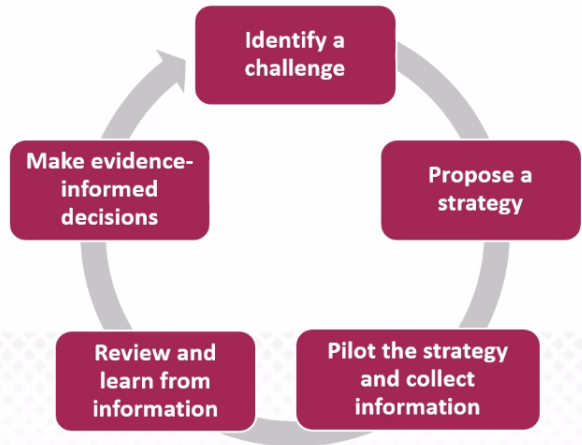 Identify a
challenge
Propose a
strategy
Pilot the strategy
and collect
information
Review and
learn from
information
Make evidence-
informed
decisions